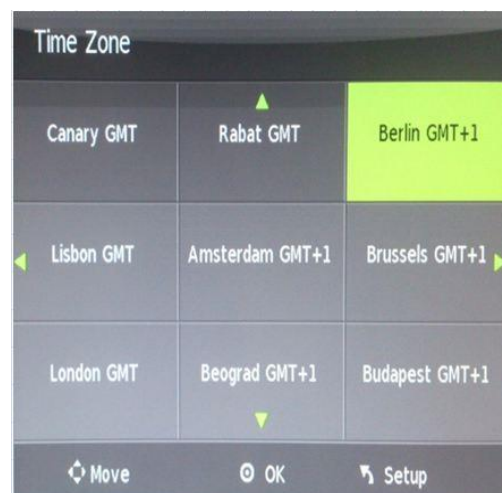 Time Zone
Canary GMT
Rabat GMT
Berlin GMT+1
Lisbon GMT
Amsterdam GMT+1
Brussels GMT+1
London GMT
Beograd GMT+1
Budapest GMT+1
Move
OK
Setup